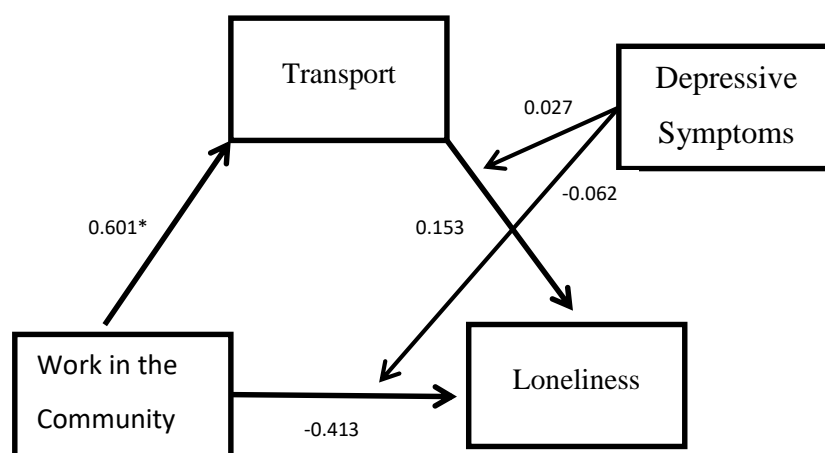 Transport
Depressive
Symptoms
0.027
-0.062
0.601*
0.153
Work in the
Community
Loneliness
-0.413